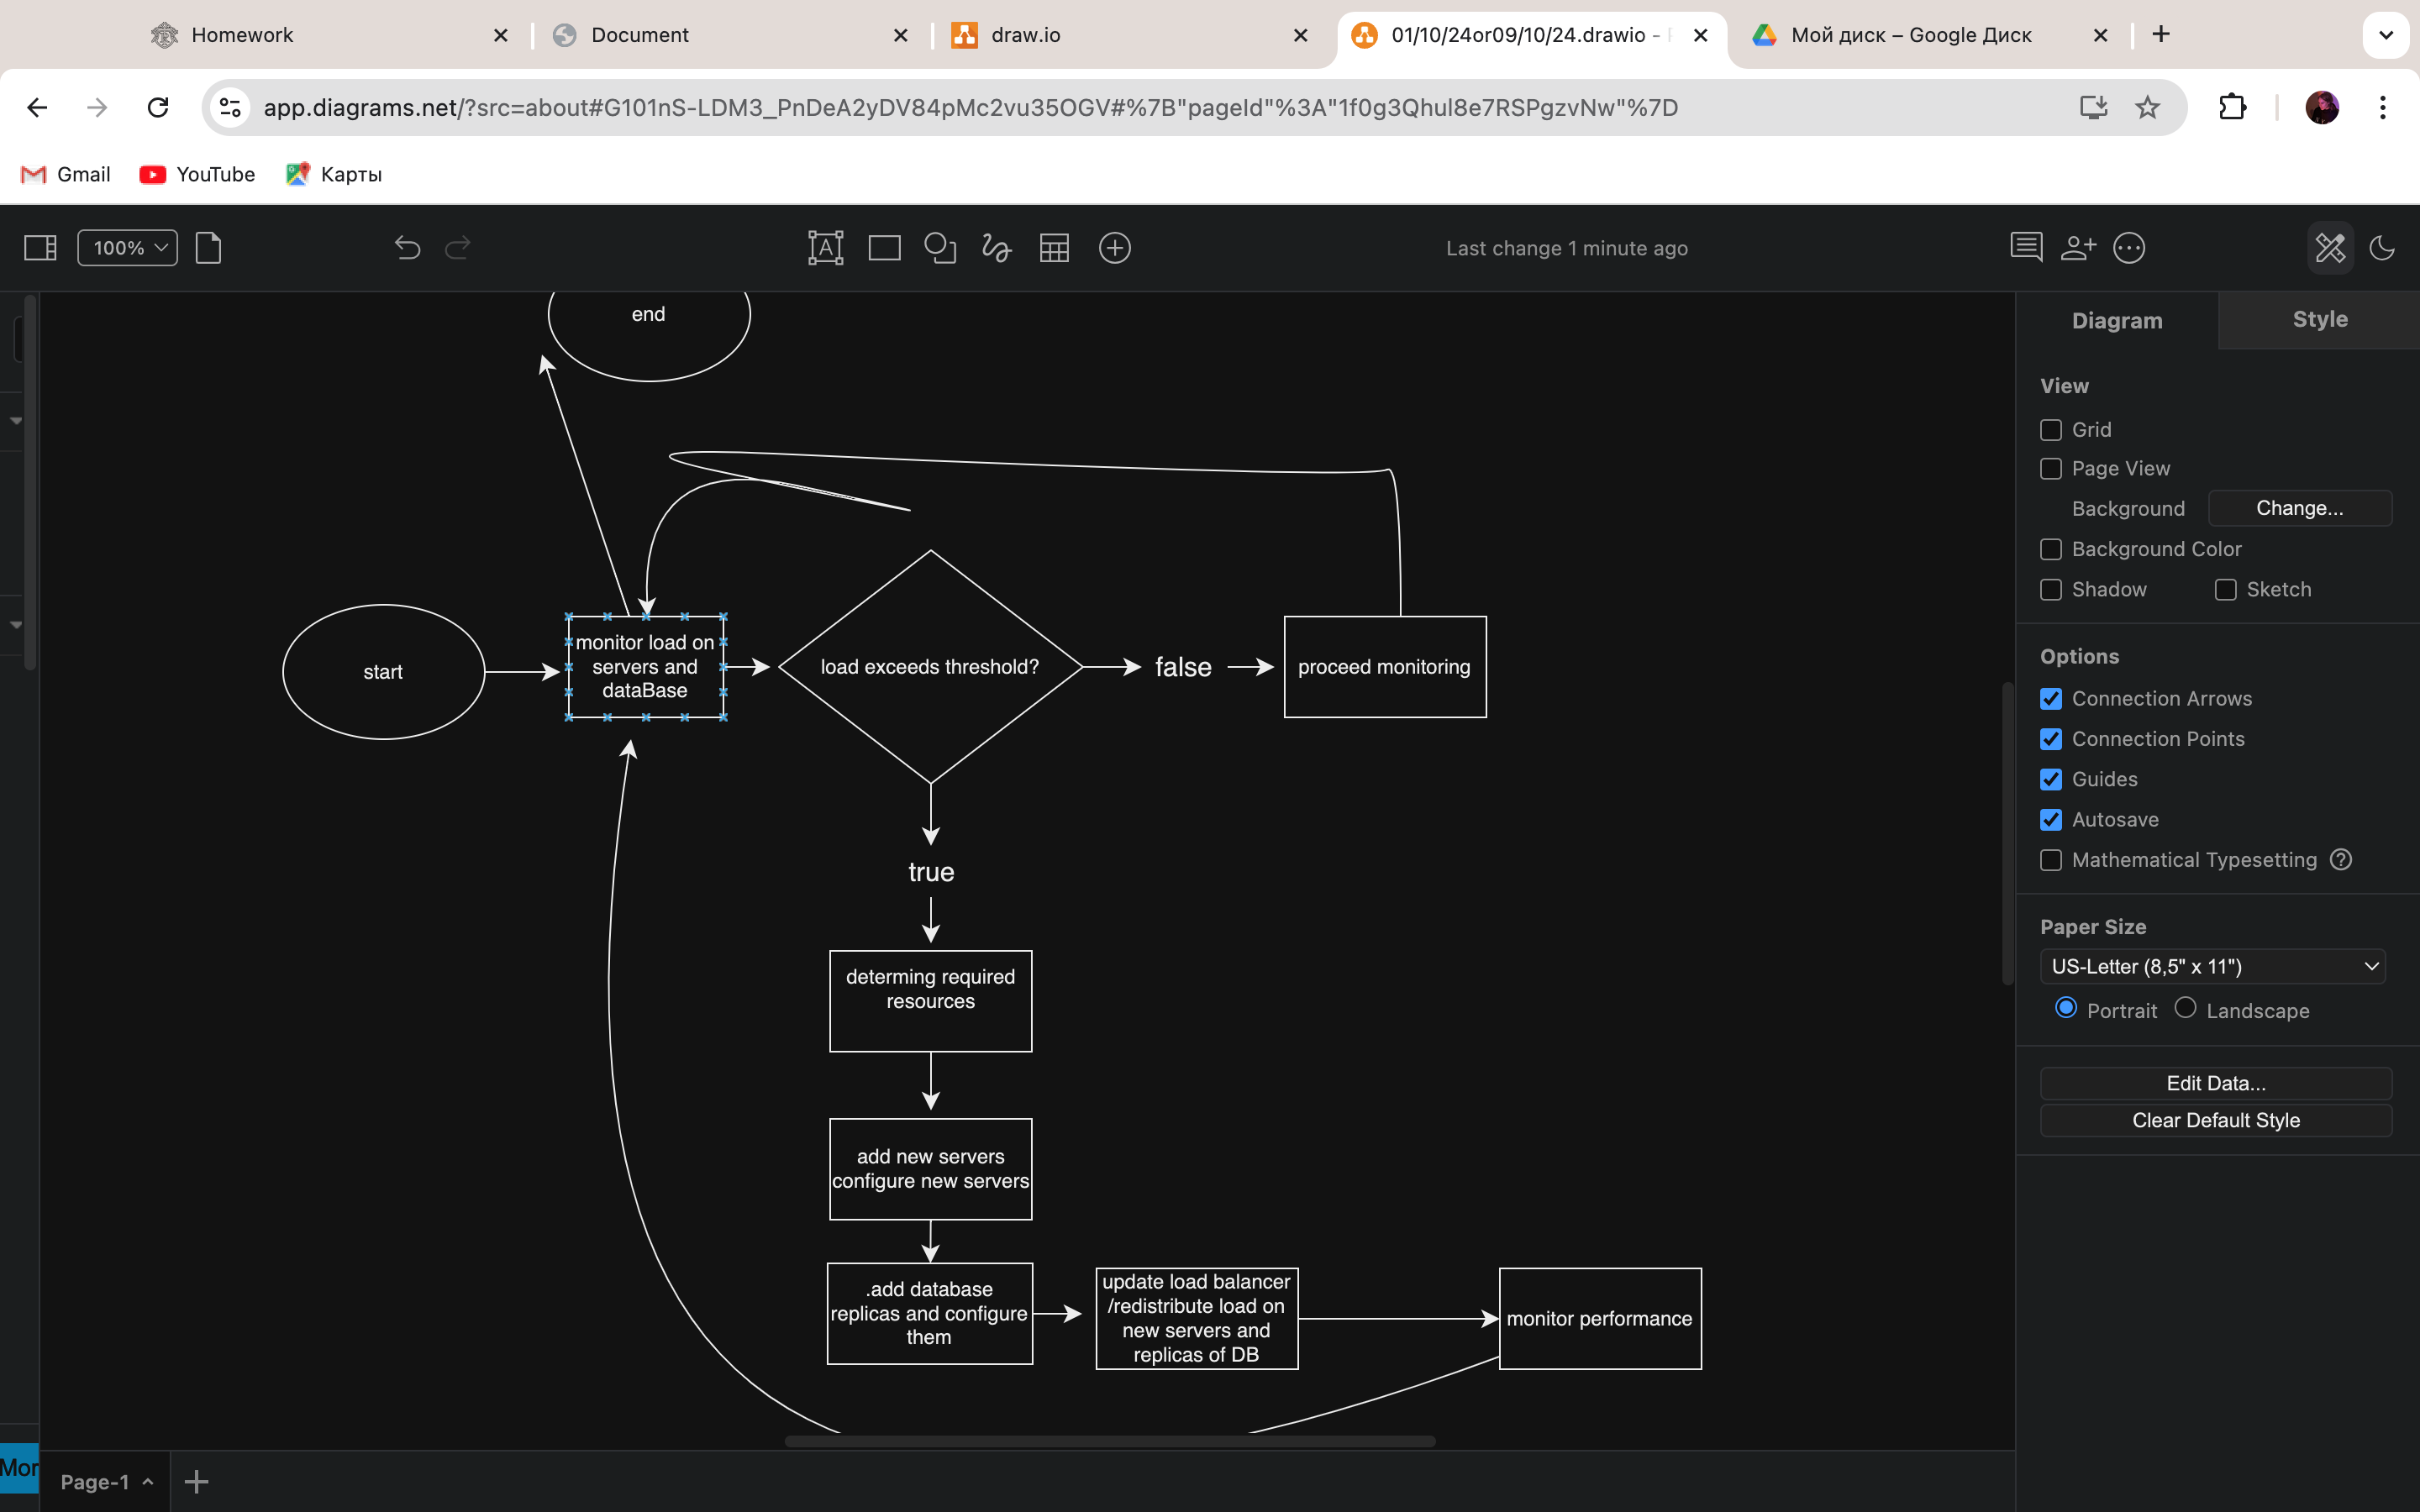 Homework
Document
draw.io
01/10/24or09/10/24.drawio -
Мой диск – Google Диск
app.diagrams.net/?src=about#G101nS-LDM3_PnDeA2yDV84pMc2vu35OGV#%7B"pageId"%3A"1f0g3Qhul8e7RSPgzvNw"%7D
Gmail
YouTube
Карты
100%
Last change 1 minute ago
Diagram
Style
end
View
Grid
Page View
Background
Change...
Background Color
Shadow
Sketch
start
monitor load on
servers and
dataBase
load exceeds threshold?
false
proceed monitoring
Options
Connection Arrows
Connection Points
Guides
Autosave
Mathematical Typesetting
true
Paper Size
US-Letter (8,5" x 11")
Portrait
Landscape
determing required
resources
Edit Data...
Clear Default Style
add new servers
configure new servers
.add database
replicas and configure
them
update load balancer
/redistribute load on
new servers and
replicas of DB
monitor performance
Mor
Page-1